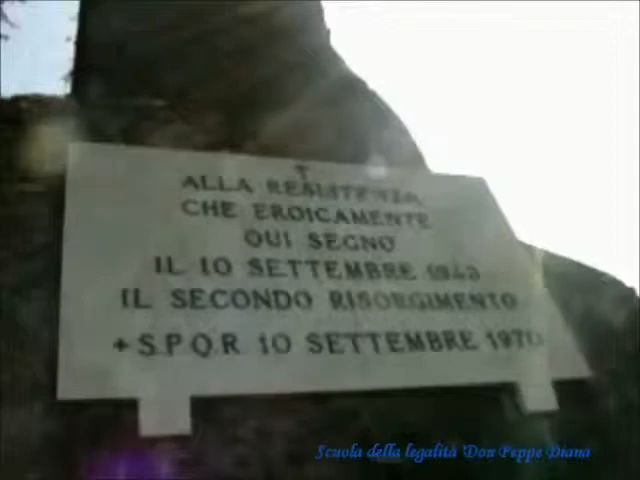 ALLA RESISTENZA
CHE EROICAMENTE
QUI SEGNÒ
IL 10 SETTEMBRE 1943
IL SECONDO RISORGIMENTO
+ S.P.Q.R. 10 SETTEMBRE 1970
Scuola della legalità 'Don Peppe Diana